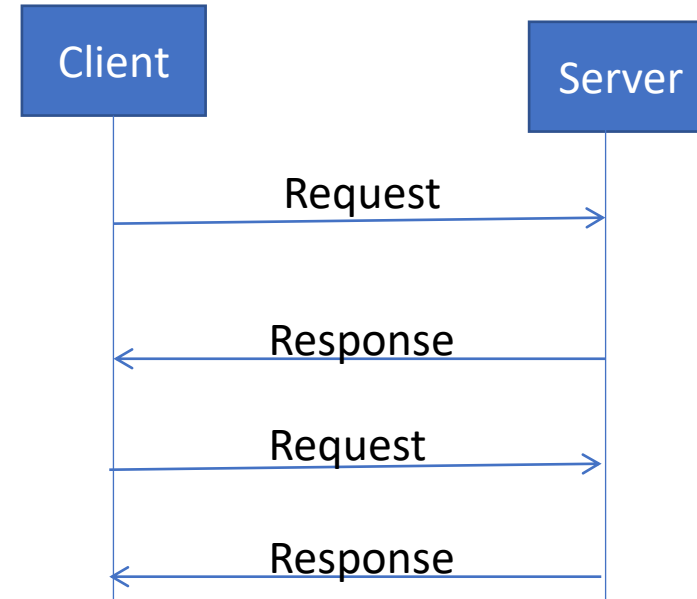 Client
Server
Request
Response
Request
Response